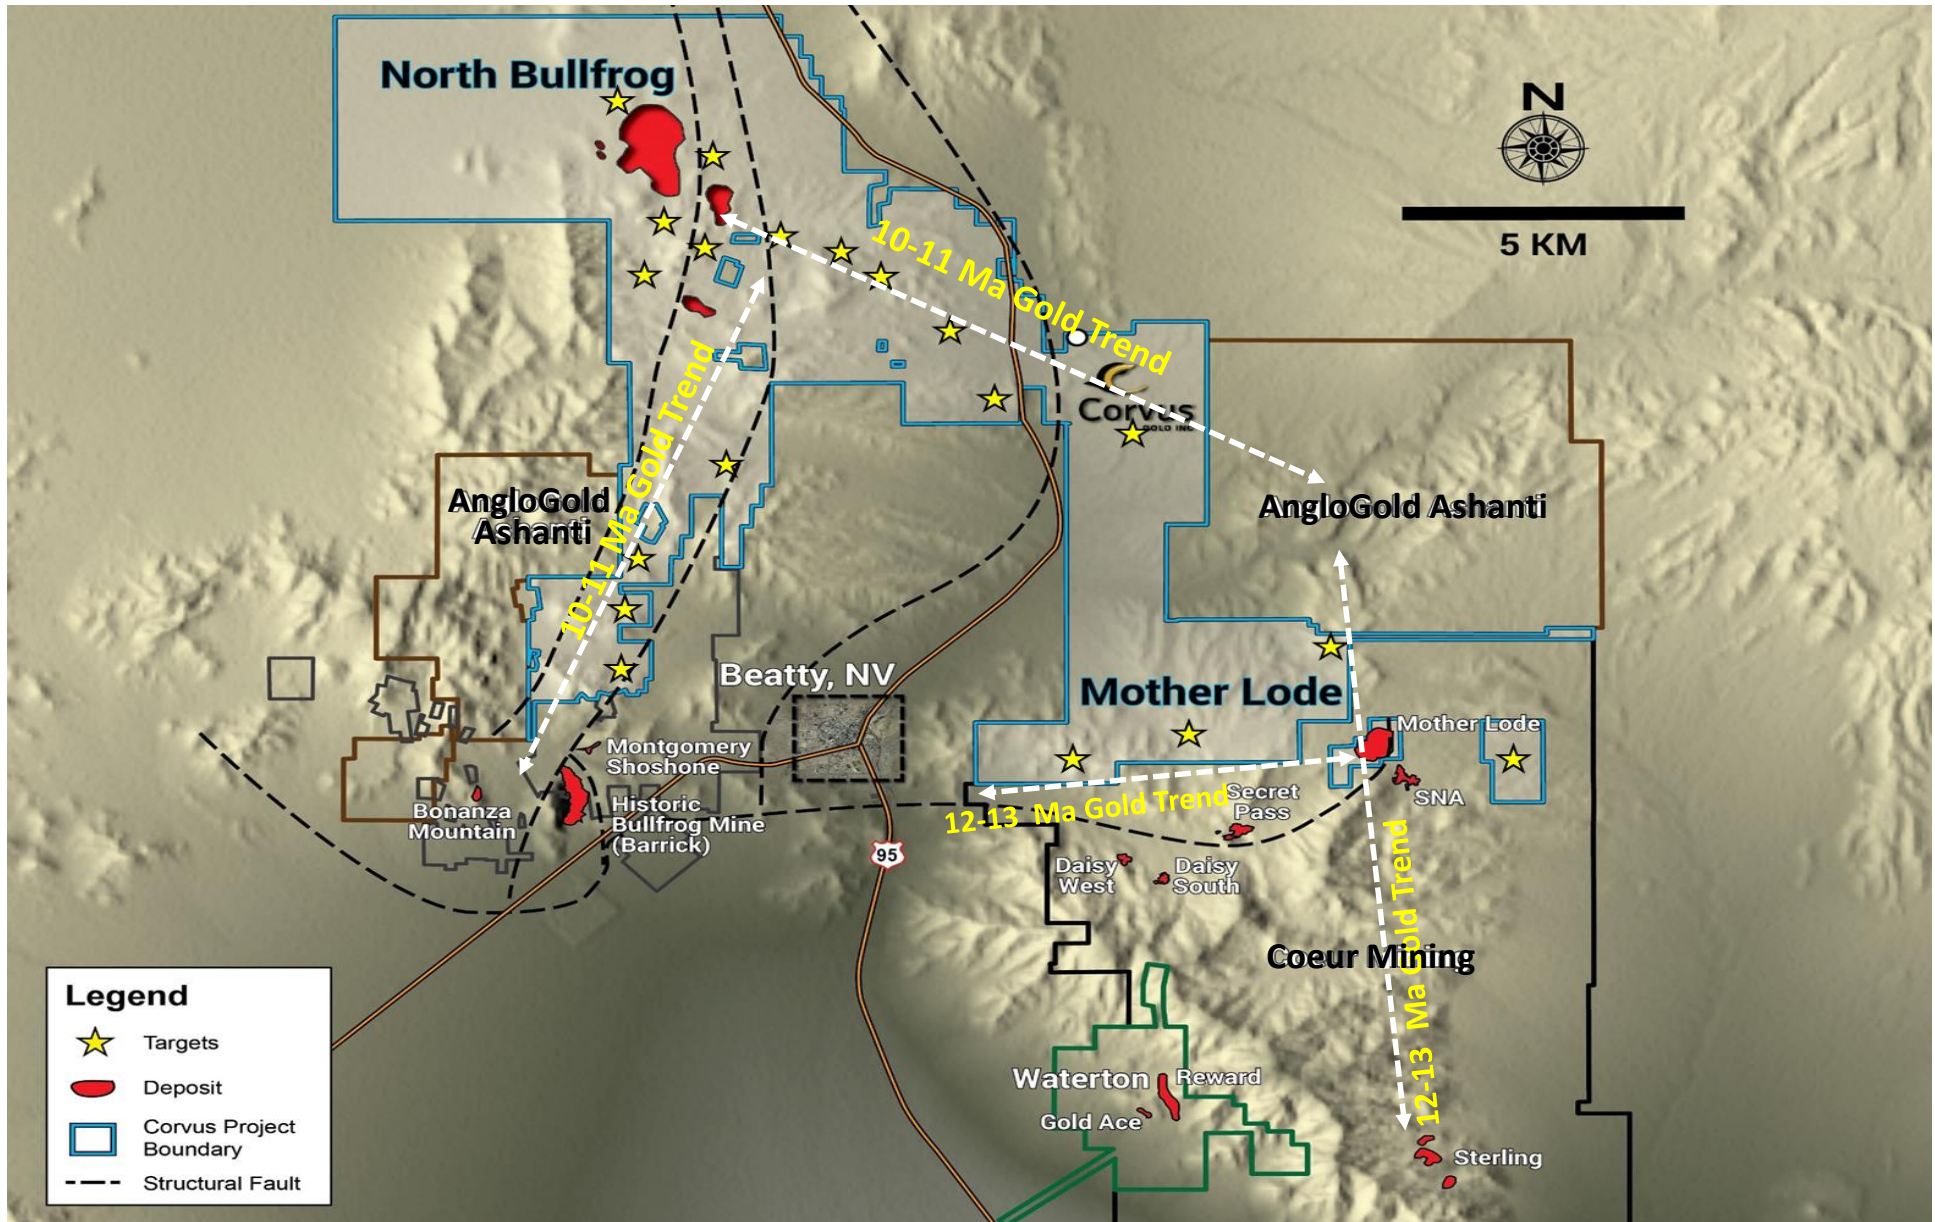 North Bullfrog
N
5 KM
10-11 Ma Gold Trend
Corvus
GOLD INC
10-11 Ma Gold Trend
AngloGold
Ashanti
AngloGold Ashanti
Beatty, NV
Mother Lode
Mother Lode
Montgomery
Shoshone
Bonanza
Mountain
Historic
Bullfrog Mine
(Barrick)
95
12-13 Ma Gold Trend
Secret
Pass
SNA
Daisy
West
Daisy
South
12-13 Ma Gold Trend
Coeur Mining
Waterton
Reward
Gold Ace
Sterling
Legend
Targets
Deposit
Corvus Project
Boundary
Structural Fault